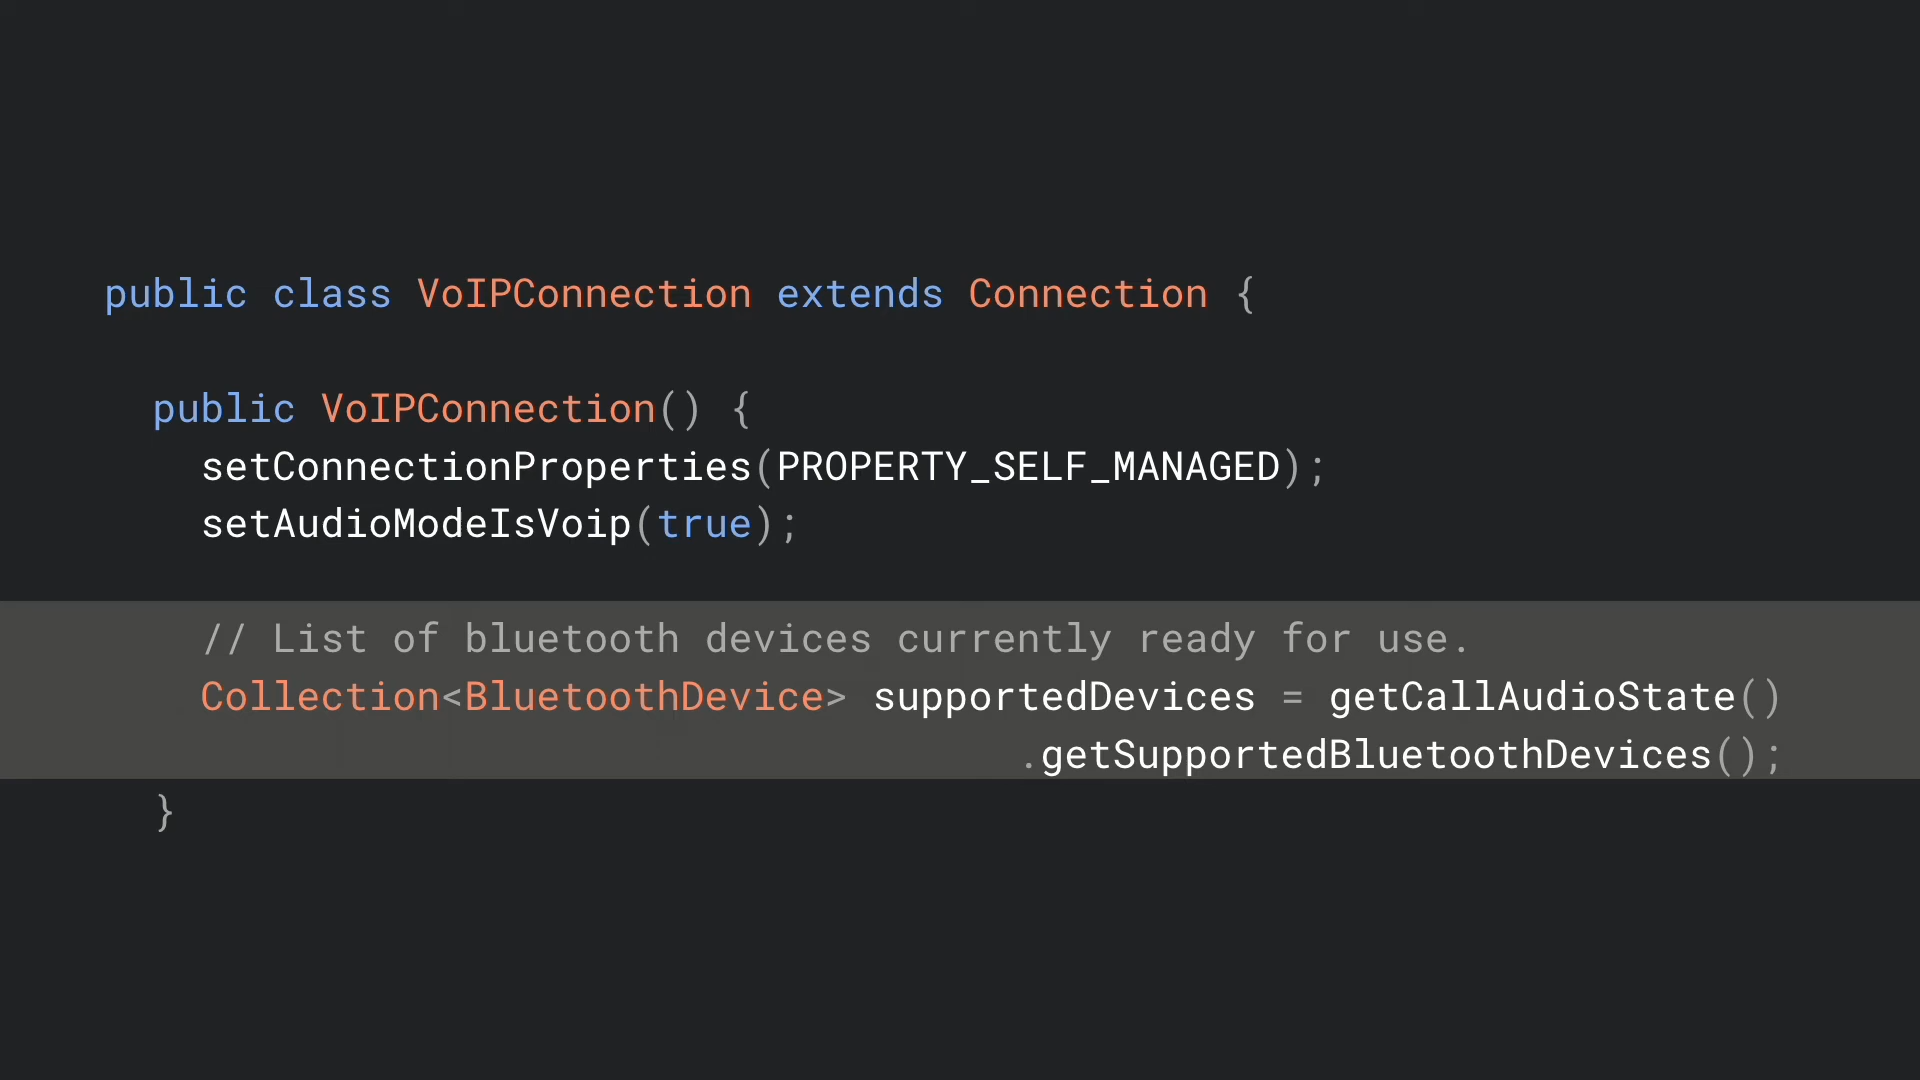 public class VoIPConnection extends Connection {
public VoIPConnection() {
setConnectionProperties(PROPERTY_SELF_MANAGED);
setAudioModeIsVoip(true);
// List of bluetooth devices currently ready for use.
Collection<BluetoothDevice> supportedDevices = getCallAudioState()
.getSupportedBluetoothDevices();
}